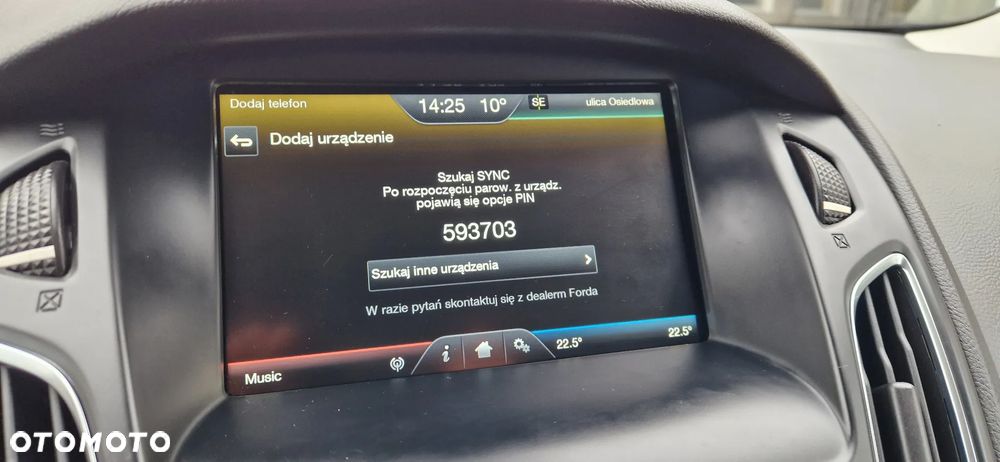 Dodaj telefon
14:25 10° SE ulica Osiedlowa
Dodaj urządzenie
Szukaj SYNC
Po rozpoczęciu parow. z urządz.
pojawią się opcje PIN
593703
Szukaj inne urządzenia
W razie pytań skontaktuj się z dealerm Forda
22.5° 22.5°
Music
OTOMOTO